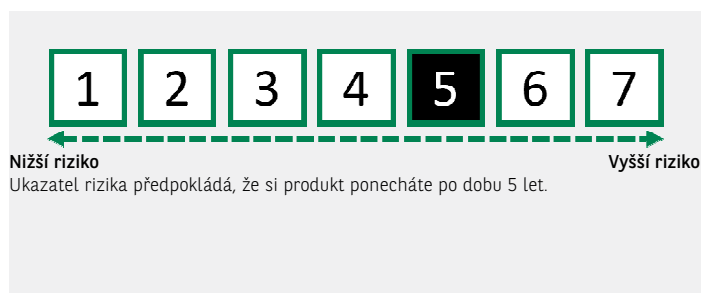 1 2 3 4 5 6 7
Nižší riziko Vyšší riziko
Ukazatel rizika předpokládá, že si produkt ponecháte po dobu 5 let.